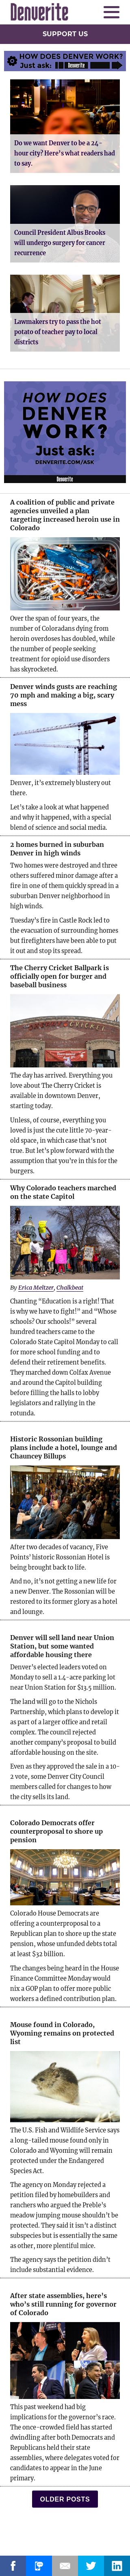 Denverite
SUPPORT US
HOW DOES DENVER WORK?
Just ask:
Denverite
Do we want Denver to be a 24-
hour city? Here's what readers had
to say.
Council President Albus Brooks
will undergo surgery for cancer
recurrence
Lawmakers try to pass the hot
potato of teacher pay to local
districts
HOW DOES
DENVER
WORK?
Just ask:
DENVERITE.COM/ASK
Denverite
A coalition of public and private
agencies unveiled a plan
targeting increased heroin use in
Colorado
Over the span of four years, the
number of Coloradans dying from
heroin overdoses has doubled, while
the number of people seeking
treatment for opioid use disorders
has skyrocketed.
Denver winds gusts are reaching
70 mph and making a big, scary
mess
Denver, it's extremely blustery out
there.
Let's take a look at what happened
and why it happened, with a special
blend of science and social media.
2 homes burned in suburban
Denver in high winds
Two homes were destroyed and three
others suffered minor damage after a
fire in one of them quickly spread in a
suburban Denver neighborhood in
high winds.
Tuesday's fire in Castle Rock led to
the evacuation of surrounding homes
but firefighters have been able to put
it out and stop its spread.
The Cherry Cricket Ballpark is
officially open for burger and
baseball business
The day has arrived. Everything you
love about The Cherry Cricket is
available in downtown Denver,
starting today.
Unless, of course, everything you
loved is just the cute little 70-year-
old space, in which case that's not
true. But let's plow forward with the
assumption that you're in this for the
burgers.
Why Colorado teachers marched
on the state Capitol
By Erica Meltzer, Chalkbeat
Chanting "Education is a right! That
is why we have to fight!" and "Whose
schools? Our schools!" several
hundred teachers came to the
Colorado State Capitol Monday to call
for more school funding and to
defend their retirement benefits.
They marched down Colfax Avenue
and around the Capitol building
before filling the halls to lobby
legislators and rallying in the
rotunda.
Historic Rossonian building
plans include a hotel, lounge and
Chauncey Billups
After two decades of vacancy, Five
Points' historic Rossonian Hotel is
being brought back to life.
And no, it's not getting a new life for
a new Denver. The Rossonian will be
restored to its former glory as a hotel
and lounge.
Denver will sell land near Union
Station, but some wanted
affordable housing there
Denver's elected leaders voted on
Monday to sell a 1.4-acre parking lot
near Union Station for $13.5 million.
The land will go to the Nichols
Partnership, which plans to develop it
as part of a larger office and retail
complex. The council rejected
another company's proposal to build
affordable housing on the site.
Even as they approved the sale in a 10-
2 vote, some Denver City Council
members called for changes to how
the city sells its land.
Colorado Democrats offer
counterproposal to shore up
pension
Colorado House Democrats are
offering a counterproposal to a
Republican plan to shore up the state
pension, whose unfunded debts total
at least $32 billion.
The changes being heard in the House
Finance Committee Monday would
nix a GOP plan to offer more public
workers a defined contribution plan.
Mouse found in Colorado,
Wyoming remains on protected
list
The U.S. Fish and Wildlife Service says
a long-tailed mouse found only in
Colorado and Wyoming will remain
protected under the Endangered
Species Act.
The agency on Monday rejected a
petition filed by homebuilders and
ranchers who argued the Preble's
meadow jumping mouse shouldn't be
protected. They said it isn't a distinct
subspecies but is essentially the same
as other, more plentiful mice.
The agency says the petition didn't
include substantial evidence.
After state assemblies, here's
who's still running for governor
of Colorado
This past weekend had big
implications for the governor's race.
The once-crowded field has started
dwindling after both Democrats and
Republicans held their state
assemblies, where delegates voted for
candidates to appear in the June
primary.
OLDER POSTS